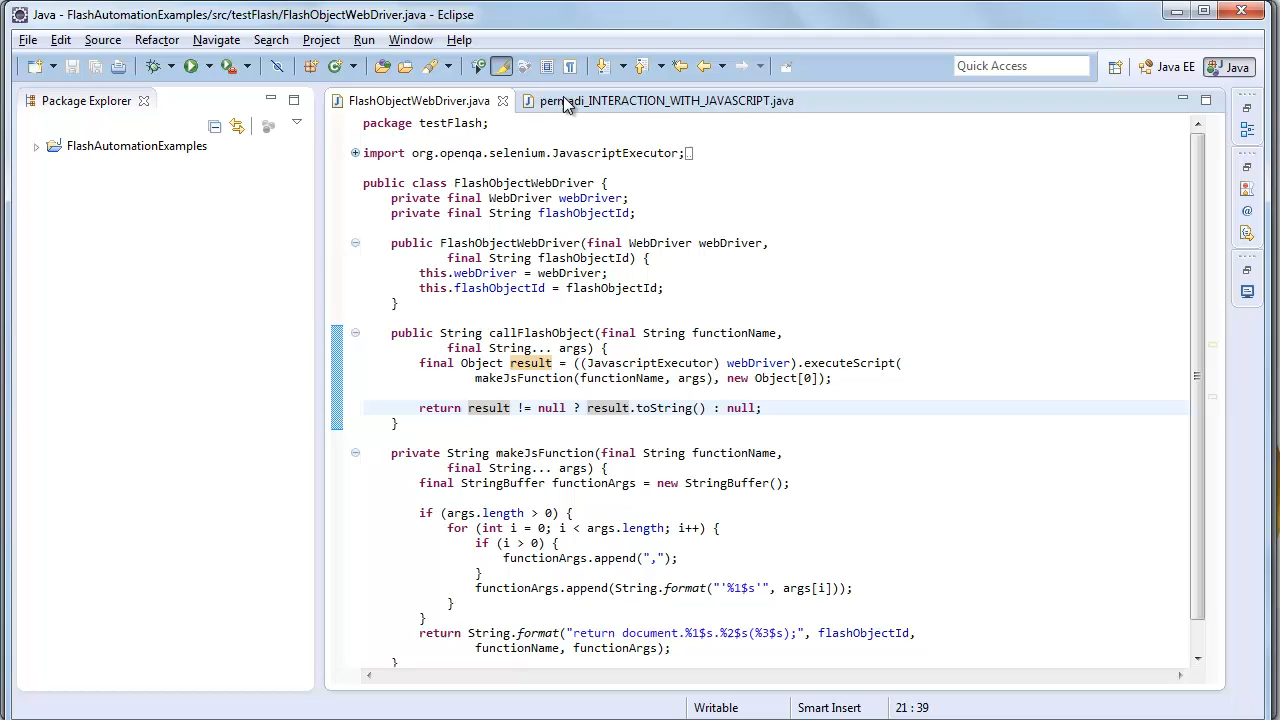 Java - FlashAutomationExamples/src/testFlash/FlashObjectWebDriver.java - Eclipse
File Edit Source Refactor Navigate Search Project Run Window Help
Quick Access Java EE Java
Package Explorer
FlashAutomationExamples
FlashObjectWebDriver.java
_INTERACTION_WITH_JAVASCRIPT.java
package testFlash;
import org.openqa.selenium.JavascriptExecutor;
public class FlashObjectWebDriver {
private final WebDriver webDriver;
private final String flashObjectId;
public FlashObjectWebDriver(final WebDriver webDriver,
final String flashObjectId) {
this.webDriver = webDriver;
this.flashObjectId = flashObjectId;
}
public String callFlashObject(final String functionName,
final String... args) {
final Object result = ((JavascriptExecutor) webDriver).executeScript(
makeJsFunction(functionName, args), new Object[0]);
return result != null ? result.toString() : null;
}
private String makeJsFunction(final String functionName,
final String... args) {
final StringBuffer functionArgs = new StringBuffer();
if (args.length > 0) {
for (int i = 0; i < args.length; i++) {
if (i > 0) {
functionArgs.append(",");
}
functionArgs.append(String.format("'%1$s'", args[i]));
}
}
return String.format("return document.%1$s.%2$s(%3$s);", flashObjectId,
functionName, functionArgs);
}
Writable Smart Insert 21 : 39